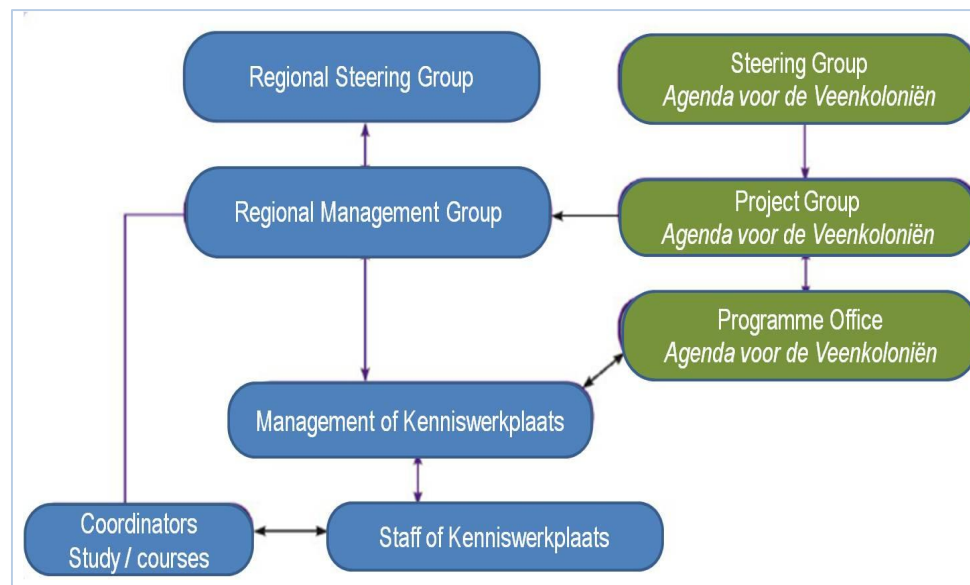 Regional Steering Group
Steering Group
Agenda voor de Veenkoloniën
Regional Management Group
Project Group
Agenda voor de Veenkoloniën
Programme Office
Agenda voor de Veenkoloniën
Management of Kenniswerkplaats
Coordinators
Study / courses
Staff of Kenniswerkplaats